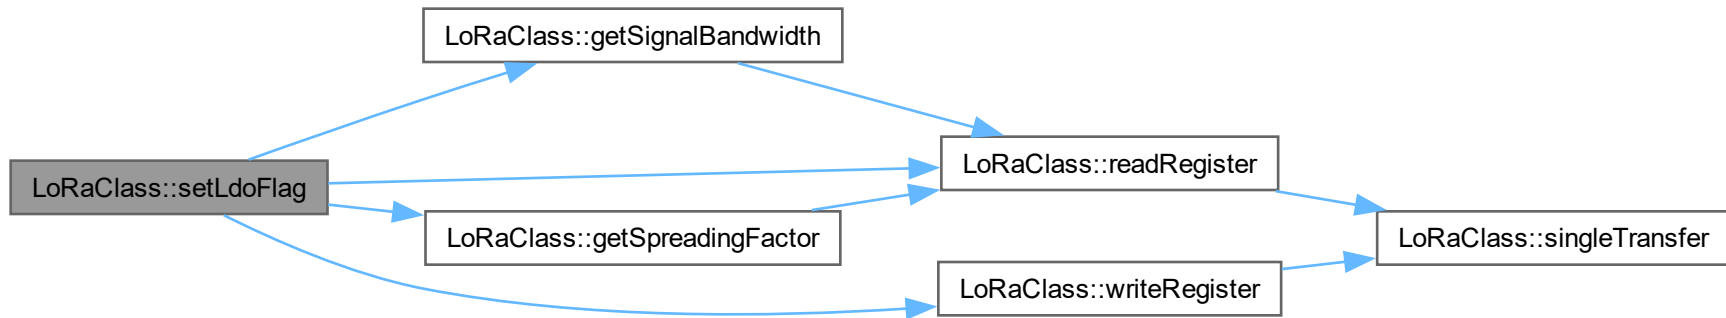 LoRaClass::getSignalBandwidth
LoRaClass::readRegister
LoRaClass::setLdoFlag
LoRaClass::getSpreadingFactor
LoRaClass::singleTransfer
LoRaClass::writeRegister